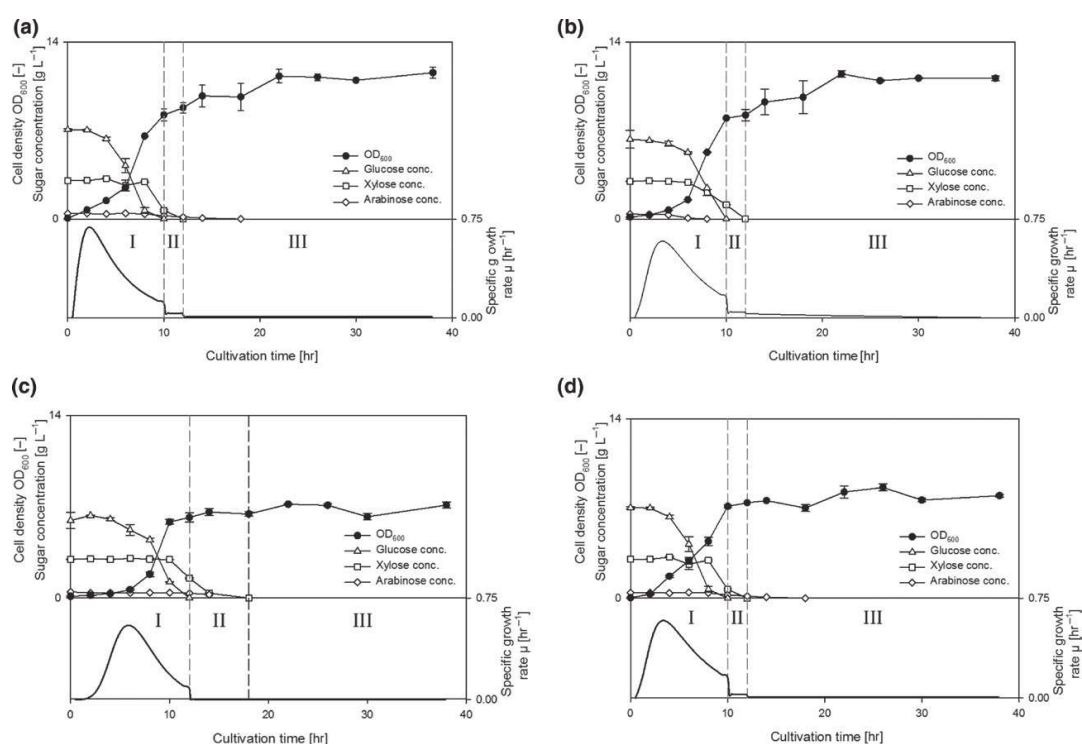 (a)
14
Cell density OD600 [–]
Sugar concentration [g L−1]
OD600
Glucose conc.
Xylose conc.
Arabinose conc.
0
0.75
I II III
Specific g owth
rate µ [hr−1]
0.00
0 10 20 30 40
Cultivation time [hr]
(b)
14
Cell density OD600 [–]
Sugar concentration [g L−1]
OD600
Glucose conc.
Xylose conc.
Arabinose conc.
0
0.75
I II III
Specific growth
rate µ [hr−1]
0.00
0 10 20 30 40
Cultivation time [hr]
(c)
14
Cell density OD600 [–]
Sugar concentration [g L−1]
OD600
Glucose conc.
Xylose conc.
Arabinose conc.
0
0.75
I II III
Specific growth
rate µ [hr−1]
0.00
0 10 20 30 40
Cultivation time [hr]
(d)
14
Cell density OD600 [–]
Sugar concentration [g L−1]
OD600
Glucose conc.
Xylose conc.
Arabinose conc.
0
0.75
I II III
Specific growth
rate µ [hr−1]
0.00
0 10 20 30 40
Cultivation time [hr]